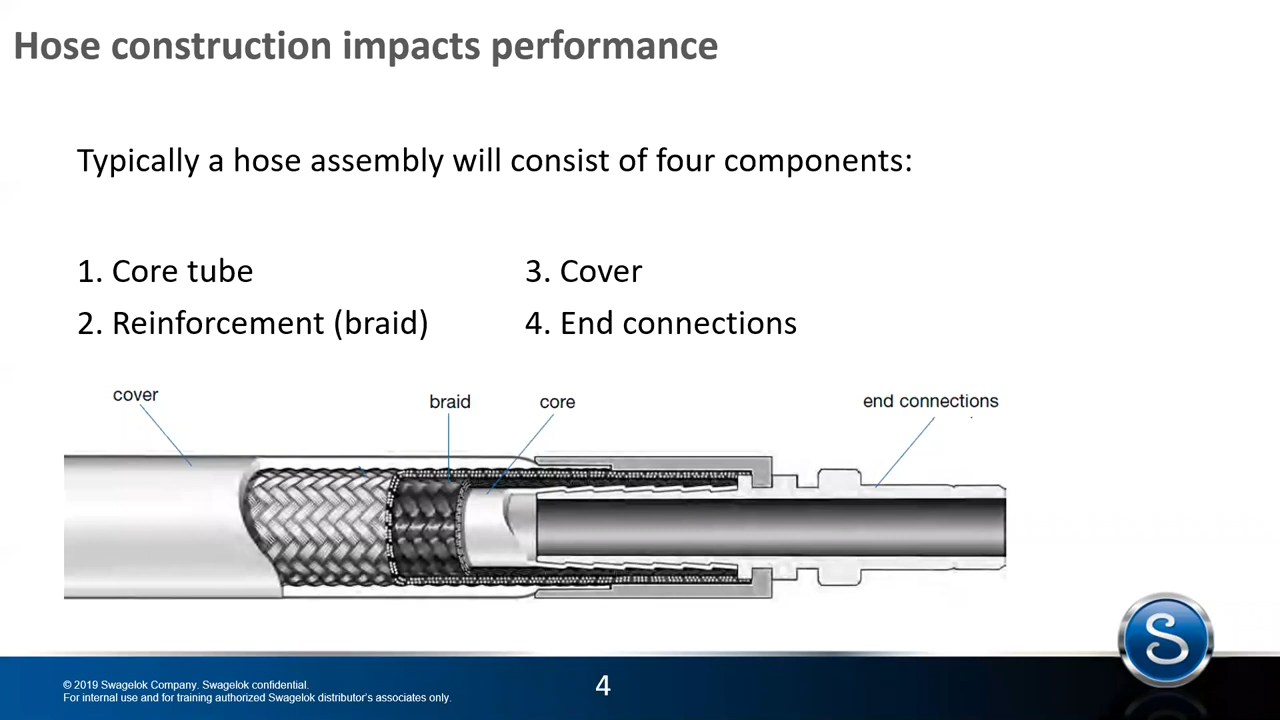 Hose construction impacts performance
Typically a hose assembly will consist of four components:
1. Core tube
2. Reinforcement (braid)
3. Cover
4. End connections
cover
braid
core
end connections
© 2019 Swagelok Company. Swagelok confidential.
For internal use and for training authorized Swagelok distributor's associates only.
4
S